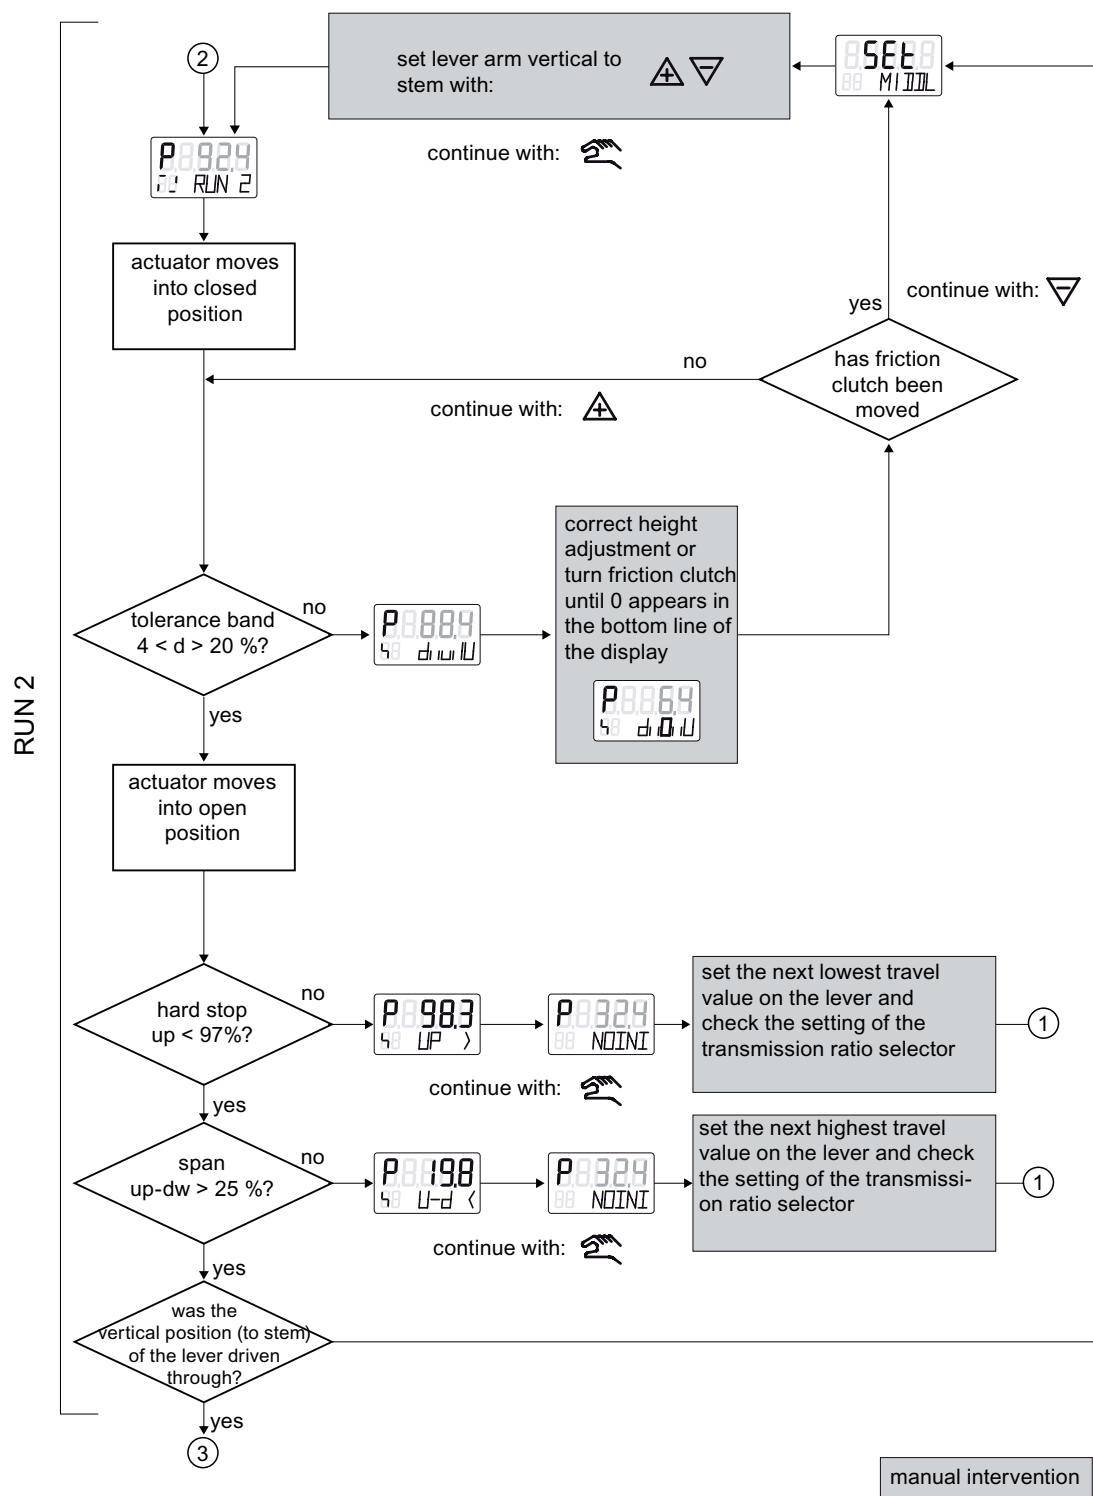 RUN 2
2
set lever arm vertical to
stem with:
SEt
MIDDL
continue with:
P 92.4
RUN 2
actuator moves
into closed
position
continue with:
yes
has friction
clutch been
moved
no
continue with:
correct height
adjustment or
turn friction clutch
until 0 appears in
the bottom line of
the display
tolerance band
4 < d > 20 %?
no
P 88.4
P 6.4
yes
actuator moves
into open
position
hard stop
up < 97%?
no
P 98.3
UP >
P 32.4
NOINI
set the next lowest travel
value on the lever and
check the setting of the
transmission ratio selector
1
continue with:
yes
span
up-dw > 25 %?
no
P 19.8
U-d <
P 32.4
NOINI
set the next highest travel
value on the lever and check
the setting of the transmissi-
on ratio selector
1
continue with:
yes
was the
vertical position (to stem)
of the lever driven
through?
yes
3
manual intervention